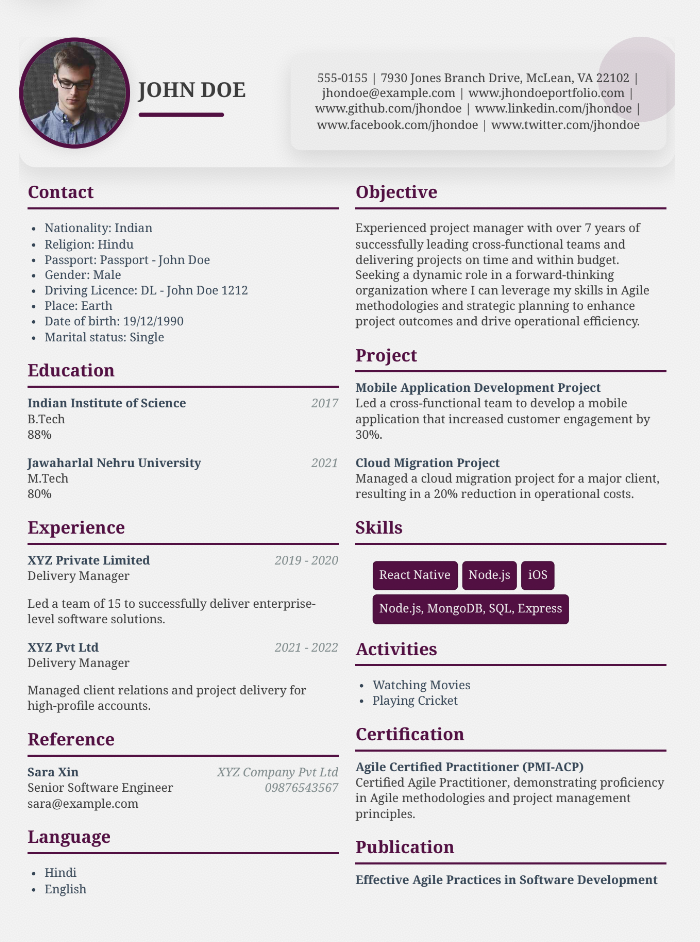 JOHN DOE
555-0155 | 7930 Jones Branch Drive, McLean, VA 22102 |
jhondoe@example.com | www.jhondoeportfolio.com |
www.github.com/jhondoe | www.linkedin.com/jhondoe |
www.facebook.com/jhondoe | www.twitter.com/jhondoe
Contact
• Nationality: Indian
• Religion: Hindu
• Passport: Passport - John Doe
• Gender: Male
• Driving Licence: DL - John Doe 1212
• Place: Earth
• Date of birth: 19/12/1990
• Marital status: Single
Education
Indian Institute of Science 2017
B.Tech
88%
Jawaharlal Nehru University 2021
M.Tech
80%
Experience
XYZ Private Limited 2019 - 2020
Delivery Manager
Led a team of 15 to successfully deliver enterprise-
level software solutions.
XYZ Pvt Ltd 2021 - 2022
Delivery Manager
Managed client relations and project delivery for
high-profile accounts.
Reference
Sara Xin XYZ Company Pvt Ltd
Senior Software Engineer 09876543567
sara@example.com
Language
• Hindi
• English
Objective
Experienced project manager with over 7 years of
successfully leading cross-functional teams and
delivering projects on time and within budget.
Seeking a dynamic role in a forward-thinking
organization where I can leverage my skills in Agile
methodologies and strategic planning to enhance
project outcomes and drive operational efficiency.
Project
Mobile Application Development Project
Led a cross-functional team to develop a mobile
application that increased customer engagement by
30%.
Cloud Migration Project
Managed a cloud migration project for a major client,
resulting in a 20% reduction in operational costs.
Skills
React Native Node.js iOS
Node.js, MongoDB, SQL, Express
Activities
• Watching Movies
• Playing Cricket
Certification
Agile Certified Practitioner (PMI-ACP)
Certified Agile Practitioner, demonstrating proficiency
in Agile methodologies and project management
principles.
Publication
Effective Agile Practices in Software Development